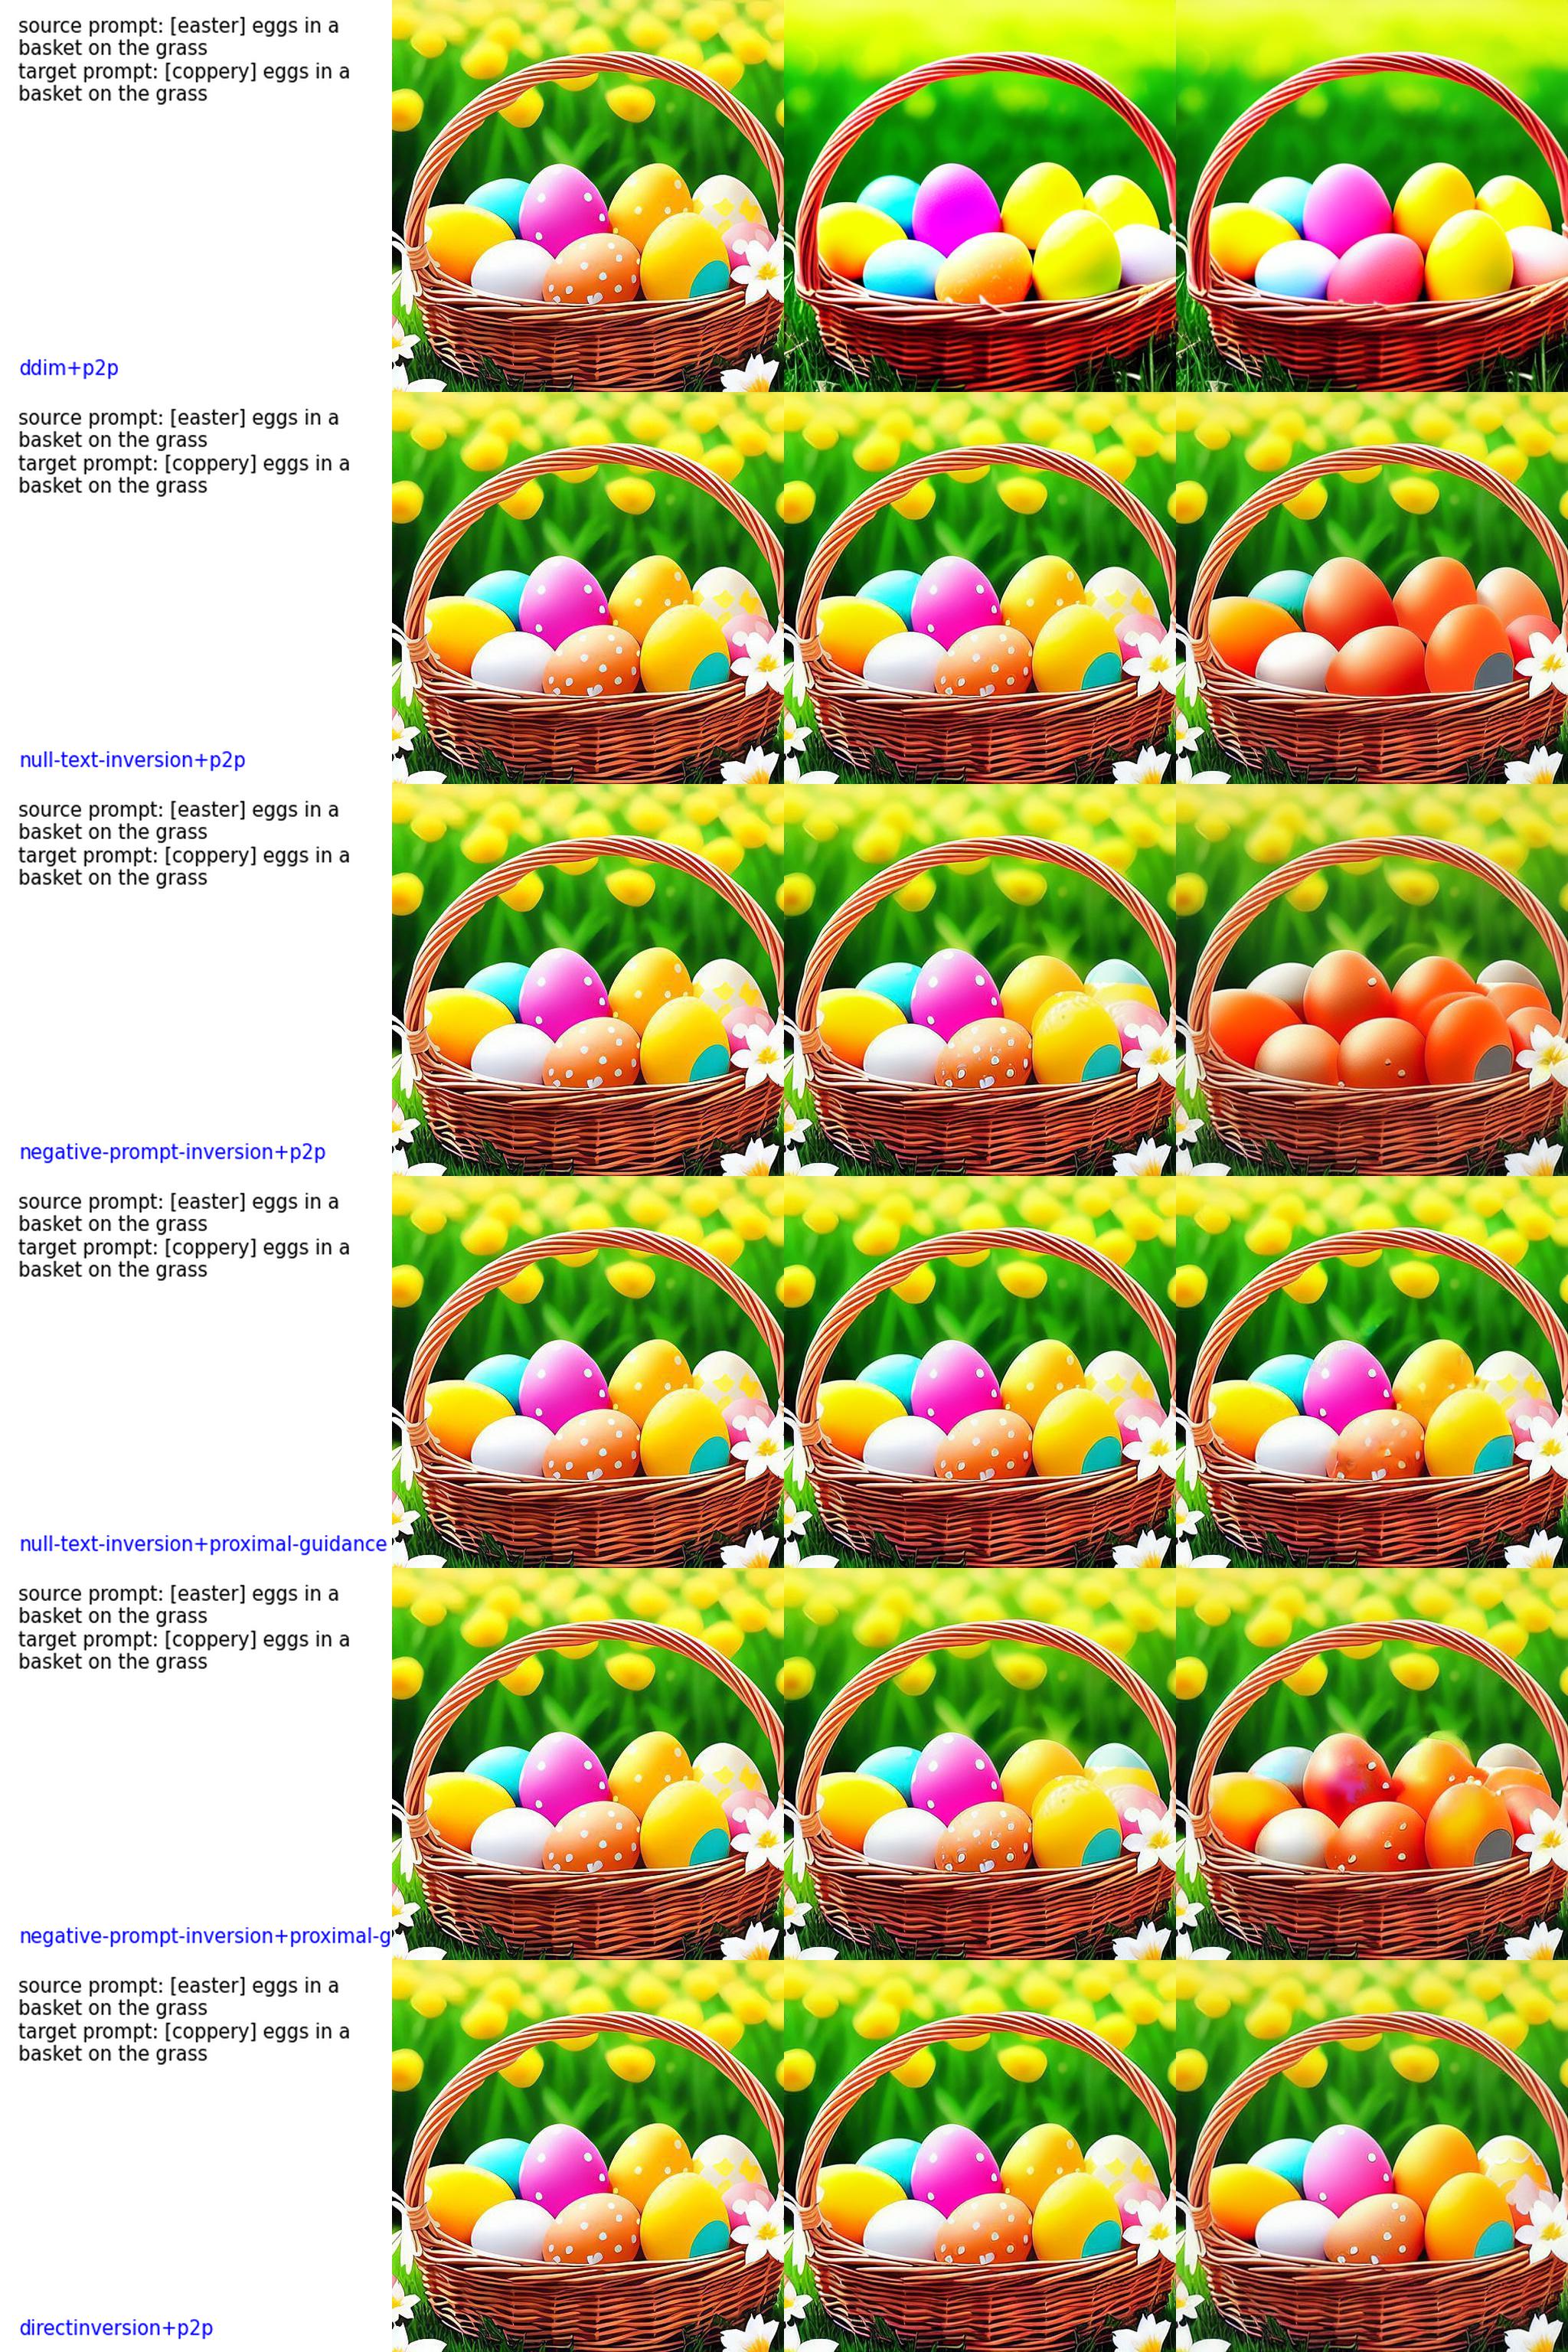 source prompt: [easter] eggs in a
basket on the grass
target prompt: [coppery] eggs in a
basket on the grass
ddim+p2p
source prompt: [easter] eggs in a
basket on the grass
target prompt: [coppery] eggs in a
basket on the grass
null-text-inversion+p2p
source prompt: [easter] eggs in a
basket on the grass
target prompt: [coppery] eggs in a
basket on the grass
negative-prompt-inversion+p2p
source prompt: [easter] eggs in a
basket on the grass
target prompt: [coppery] eggs in a
basket on the grass
null-text-inversion+proximal-guidance
source prompt: [easter] eggs in a
basket on the grass
target prompt: [coppery] eggs in a
basket on the grass
negative-prompt-inversion+proximal-g
source prompt: [easter] eggs in a
basket on the grass
target prompt: [coppery] eggs in a
basket on the grass
directinversion+p2p